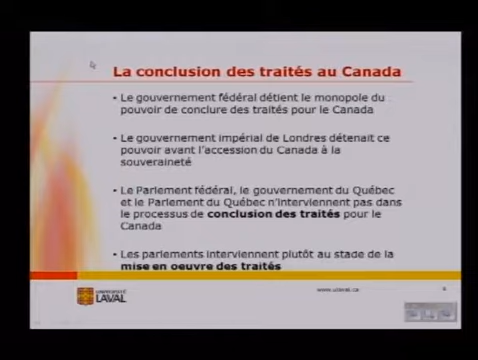 La conclusion des traités au Canada
• Le gouvernement fédéral détient le monopole du
pouvoir de conclure des traités pour le Canada
• Le gouvernement impérial de Londres détenait ce
pouvoir avant l'accession du Canada à la
souveraineté
• Le Parlement fédéral, le gouvernement du Québec
et le Parlement du Québec n'interviennent pas dans
le processus de conclusion des traités pour le
Canada
• Les parlements interviennent plutôt au stade de la
mise en oeuvre des traités
UNIVERSITÉ
LAVAL
www.ulaval.ca